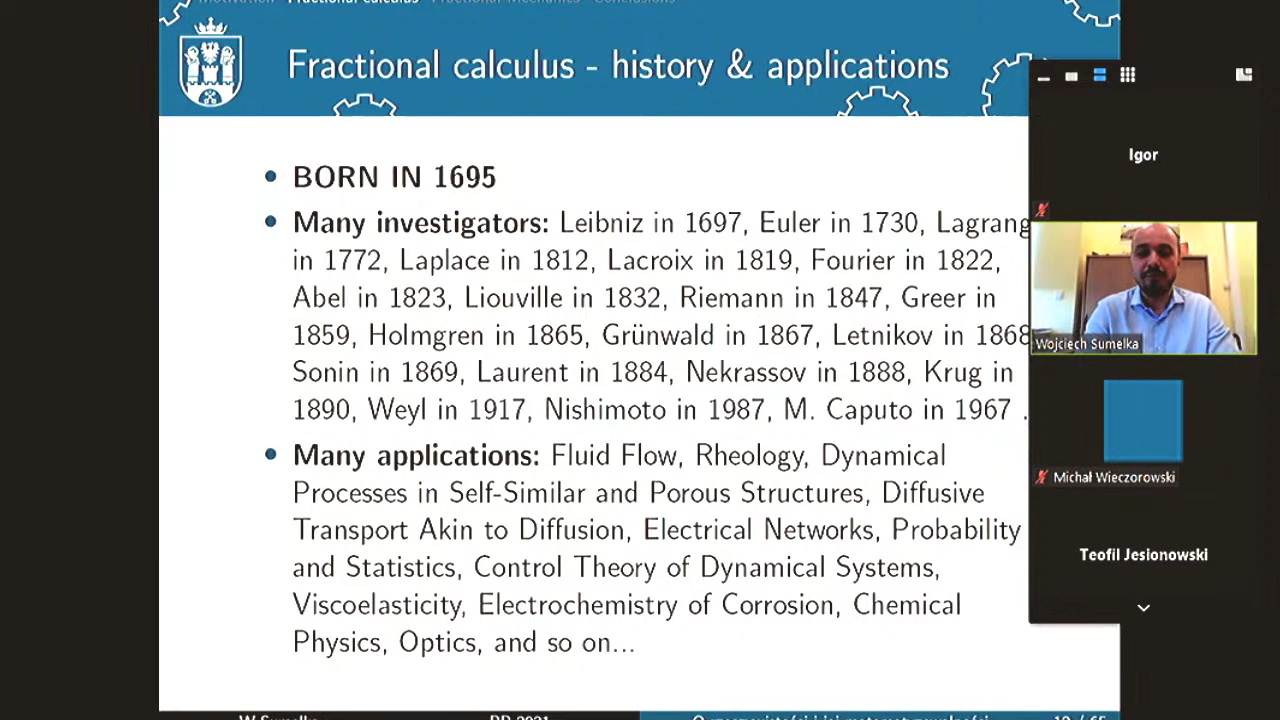 Fractional calculus - history & applications
• BORN IN 1695
• Many investigators: Leibniz in 1697, Euler in 1730, Lagrang
in 1772, Laplace in 1812, Lacroix in 1819, Fourier in 1822,
Abel in 1823, Liouville in 1832, Riemann in 1847, Greer in
1859, Holmgren in 1865, Grünwald in 1867, Letnikov in 1868
Sonin in 1869, Laurent in 1884, Nekrassov in 1888, Krug in
1890, Weyl in 1917, Nishimoto in 1987, M. Caputo in 1967 .
• Many applications: Fluid Flow, Rheology, Dynamical
Processes in Self-Similar and Porous Structures, Diffusive
Transport Akin to Diffusion, Electrical Networks, Probability
and Statistics, Control Theory of Dynamical Systems,
Viscoelasticity, Electrochemistry of Corrosion, Chemical
Physics, Optics, and so on...
Igor
Wojciech Sumelka
Michał Wieczorowski
Teofil Jesionowski